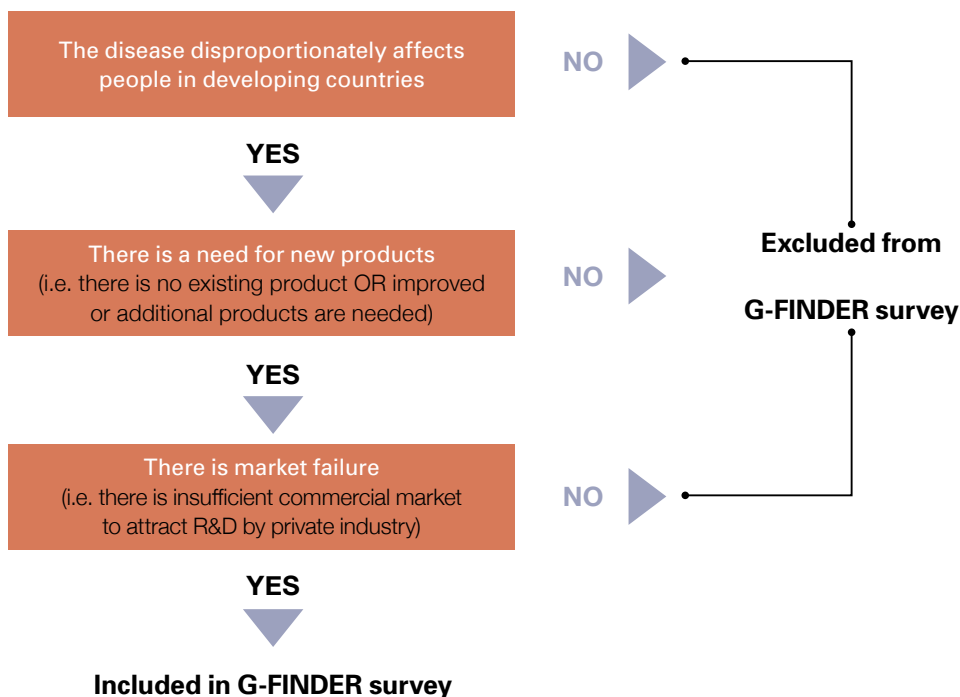 The disease disproportionately affects
people in developing countries
NO
YES
There is a need for new products
(i.e. there is no existing product OR improved
or additional products are needed)
NO
Excluded from
G-FINDER survey
YES
There is market failure
(i.e. there is insufficient commercial market
to attract R&D by private industry)
NO
YES
Included in G-FINDER survey